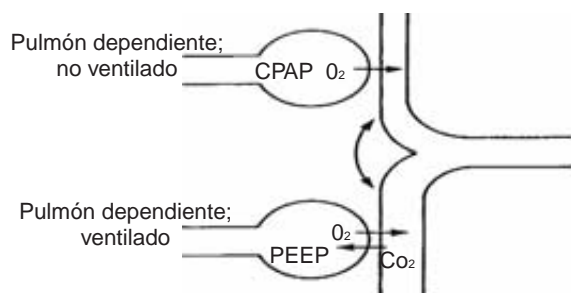 Pulmón dependiente;
no ventilado
CPAP 0₂
Pulmón dependiente;
ventilado
0₂
PEEP
Co₂